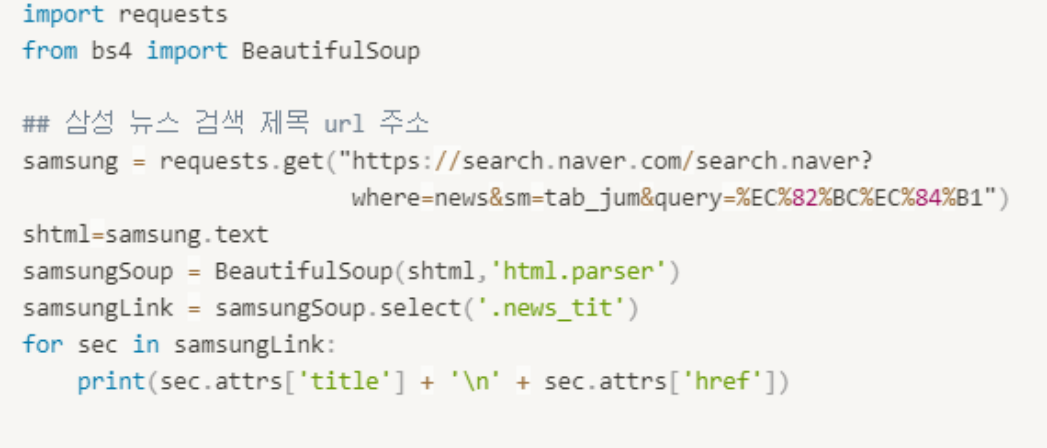 import requests
from bs4 import BeautifulSoup
## 삼성 뉴스 검색 제목 url 주소
samsung = requests.get("https://search.naver.com/search.naver?
where=news&sm=tab_jum&query=%EC%82%BC%EC%84%B1")
shtml=samsung.text
samsungSoup = BeautifulSoup(shtml,'html.parser')
samsungLink = samsungSoup.select('.news_tit')
for sec in samsungLink:
    print(sec.attrs['title'] + '\n' + sec.attrs['href'])